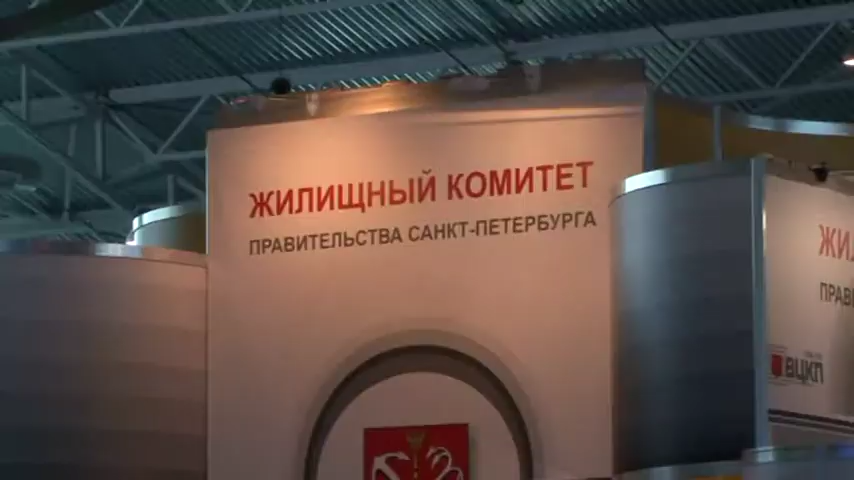 ЖИЛИЩНЫЙ КОМИТЕТ
ПРАВИТЕЛЬСТВА САНКТ-ПЕТЕРБУРГА
ВЦКП